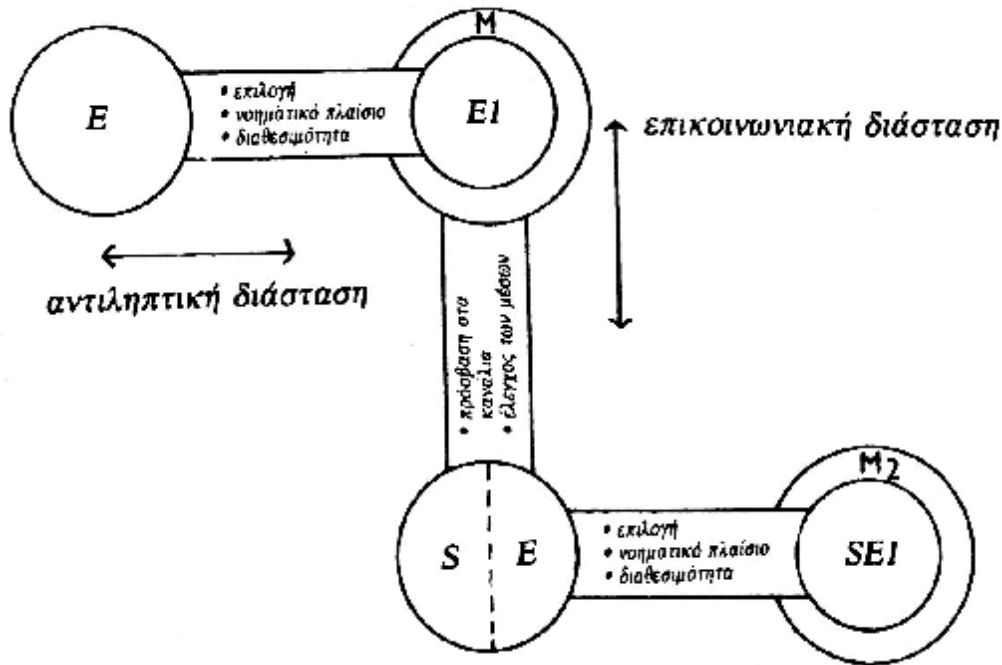 M
E
• επιλογή
• νοηματικό πλαίσιο
• διαθεσιμότητα
E1
επικοινωνιακή διάσταση
αντιληπτική διάσταση
• πρόσβαση στα
κανάλια
• έλεγχος των μέσων
S
E
• επιλογή
• νοηματικό πλαίσιο
• διαθεσιμότητα
M2
SE1